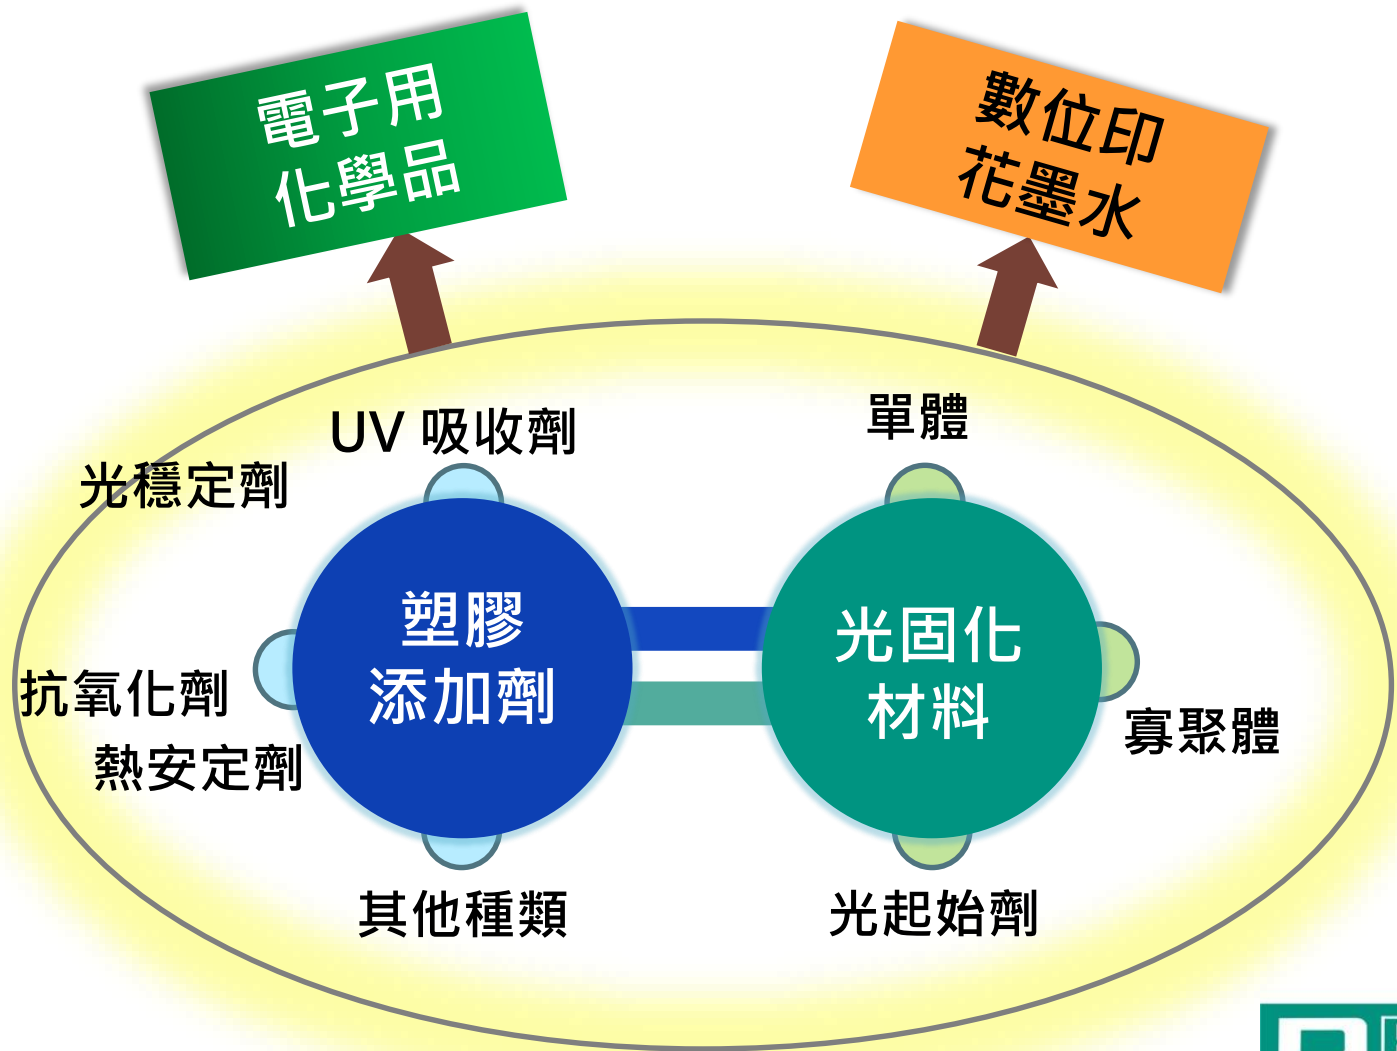 電子用
化學品
數位印
花墨水
UV 吸收劑
光穩定劑
單體
塑膠
添加劑
光固化
材料
抗氧化劑
熱安定劑
寡聚體
其他種類
光起始劑